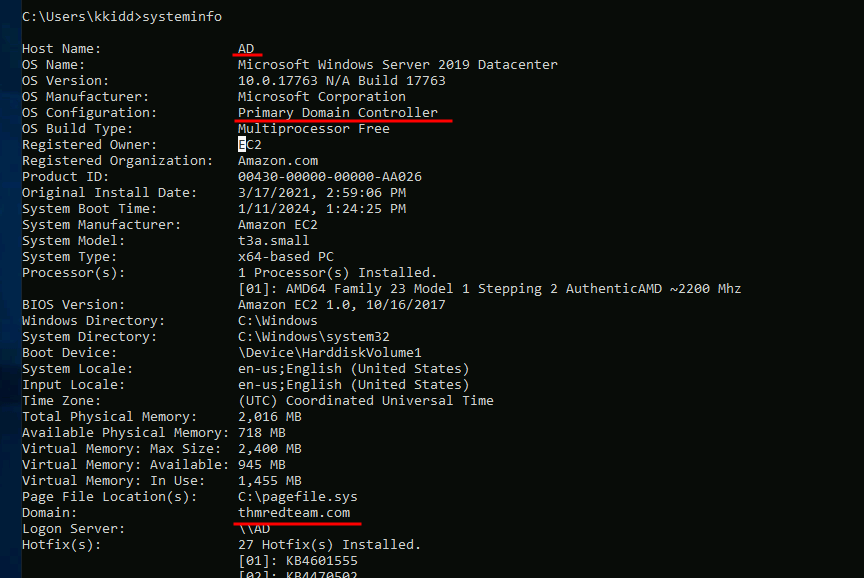 C:\Users\kkidd>systeminfo
Host Name: AD
OS Name: Microsoft Windows Server 2019 Datacenter
OS Version: 10.0.17763 N/A Build 17763
OS Manufacturer: Microsoft Corporation
OS Configuration: Primary Domain Controller
OS Build Type: Multiprocessor Free
Registered Owner: EC2
Registered Organization: Amazon.com
Product ID: 00430-00000-00000-AA026
Original Install Date: 3/17/2021, 2:59:06 PM
System Boot Time: 1/11/2024, 1:24:25 PM
System Manufacturer: Amazon EC2
System Model: t3a.small
System Type: x64-based PC
Processor(s): 1 Processor(s) Installed.
[01]: AMD64 Family 23 Model 1 Stepping 2 AuthenticAMD ~2200 Mhz
BIOS Version: Amazon EC2 1.0, 10/16/2017
Windows Directory: C:\Windows
System Directory: C:\Windows\system32
Boot Device: \Device\HarddiskVolume1
System Locale: en-us;English (United States)
Input Locale: en-us;English (United States)
Time Zone: (UTC) Coordinated Universal Time
Total Physical Memory: 2,016 MB
Available Physical Memory: 718 MB
Virtual Memory: Max Size: 2,400 MB
Virtual Memory: Available: 945 MB
Virtual Memory: In Use: 1,455 MB
Page File Location(s): C:\pagefile.sys
Domain: thmredteam.com
Logon Server: \\AD
Hotfix(s): 27 Hotfix(s) Installed.
[01]: KB4601555
[02]: KB4470502